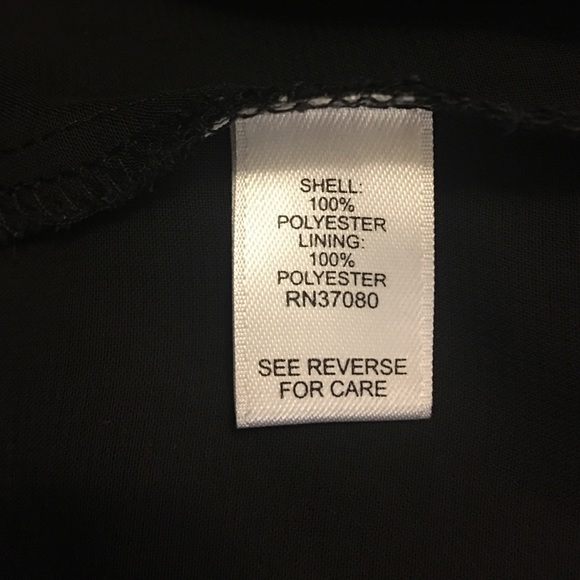 SHELL:
100%
POLYESTER
LINING:
100%
POLYESTER
RN37080
SEE REVERSE
FOR CARE